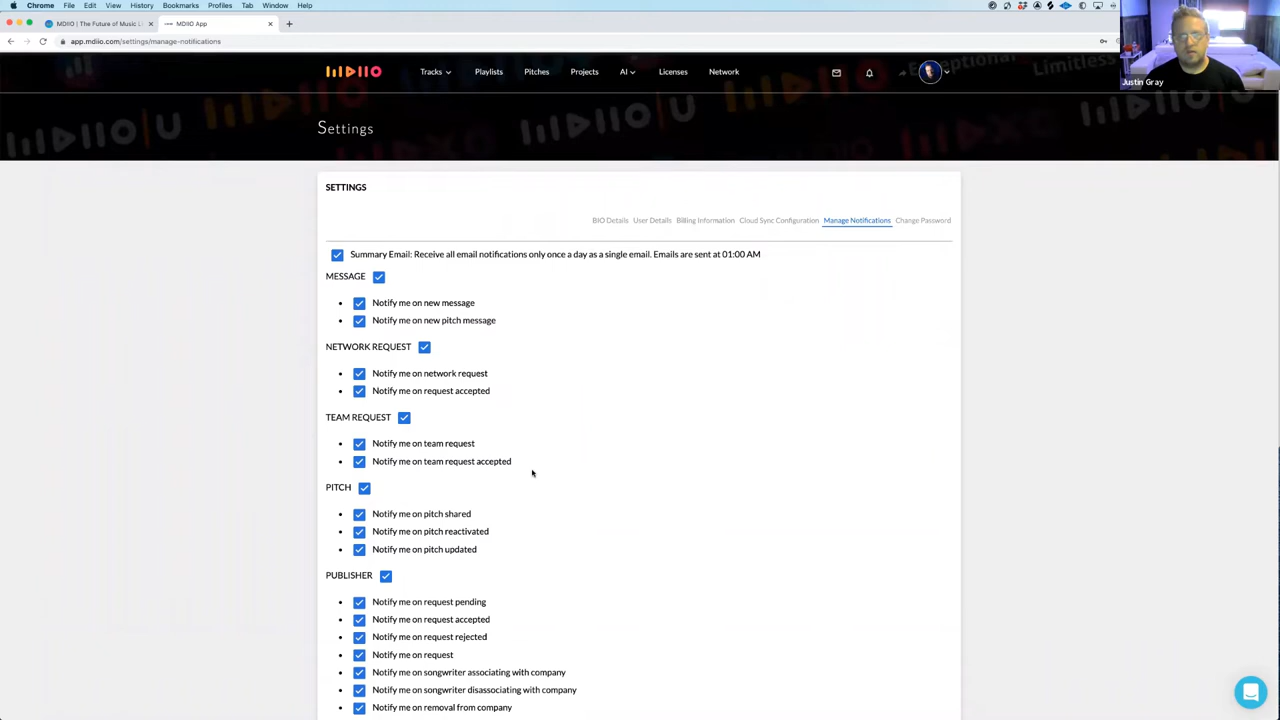 Chrome File Edit View History Bookmarks Profiles Tab Window Help
MDIIO | The Future of Music Li
MDIIO App
app.mdiio.com/settings/manage-notifications
Justin Gray
Tracks Playlists Pitches Projects AI Licenses Network
Exceptional Limitless
Settings
SETTINGS
BIO Details User Details Billing Information Cloud Sync Configuration Manage Notifications Change Password
Summary Email: Receive all email notifications only once a day as a single email. Emails are sent at 01:00 AM
MESSAGE
• Notify me on new message
• Notify me on new pitch message
NETWORK REQUEST
• Notify me on network request
• Notify me on request accepted
TEAM REQUEST
• Notify me on team request
• Notify me on team request accepted
PITCH
• Notify me on pitch shared
• Notify me on pitch reactivated
• Notify me on pitch updated
PUBLISHER
• Notify me on request pending
• Notify me on request accepted
• Notify me on request rejected
• Notify me on request
• Notify me on songwriter associating with company
• Notify me on songwriter disassociating with company
• Notify me on removal from company